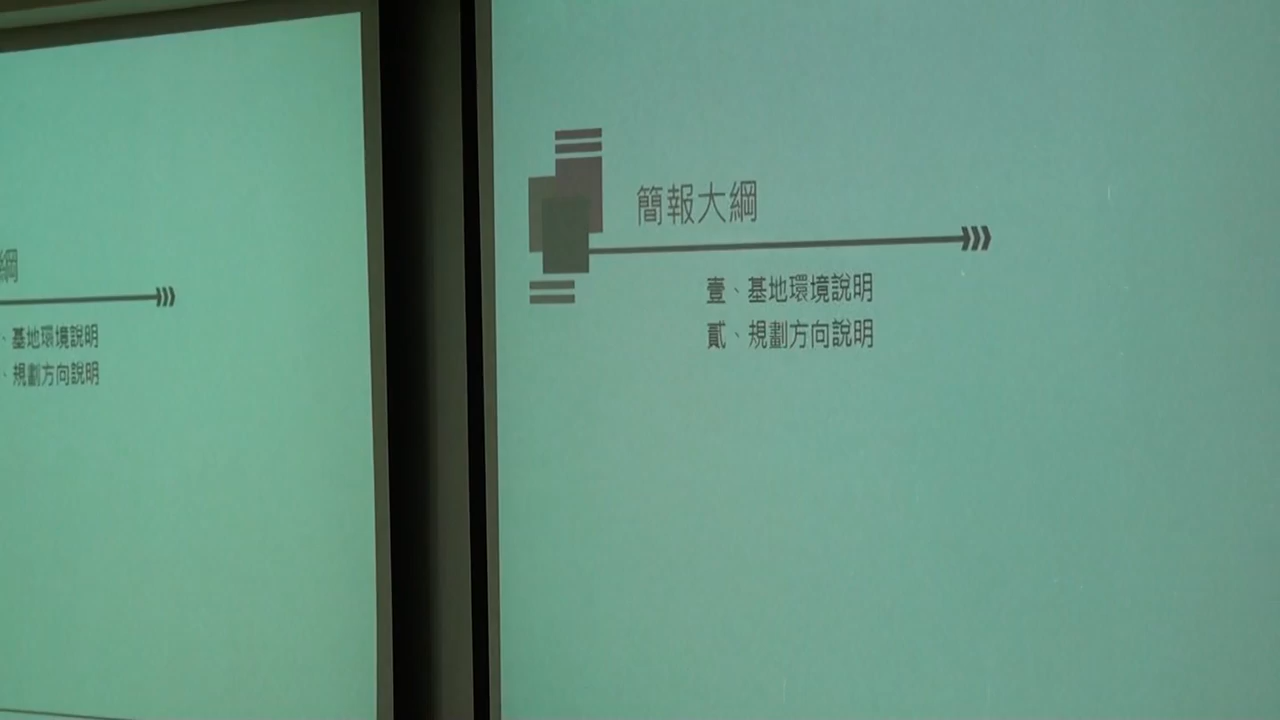 綱
、基地環境說明
、規劃方向說明
簡報大綱
壹、基地環境說明
貳、規劃方向說明